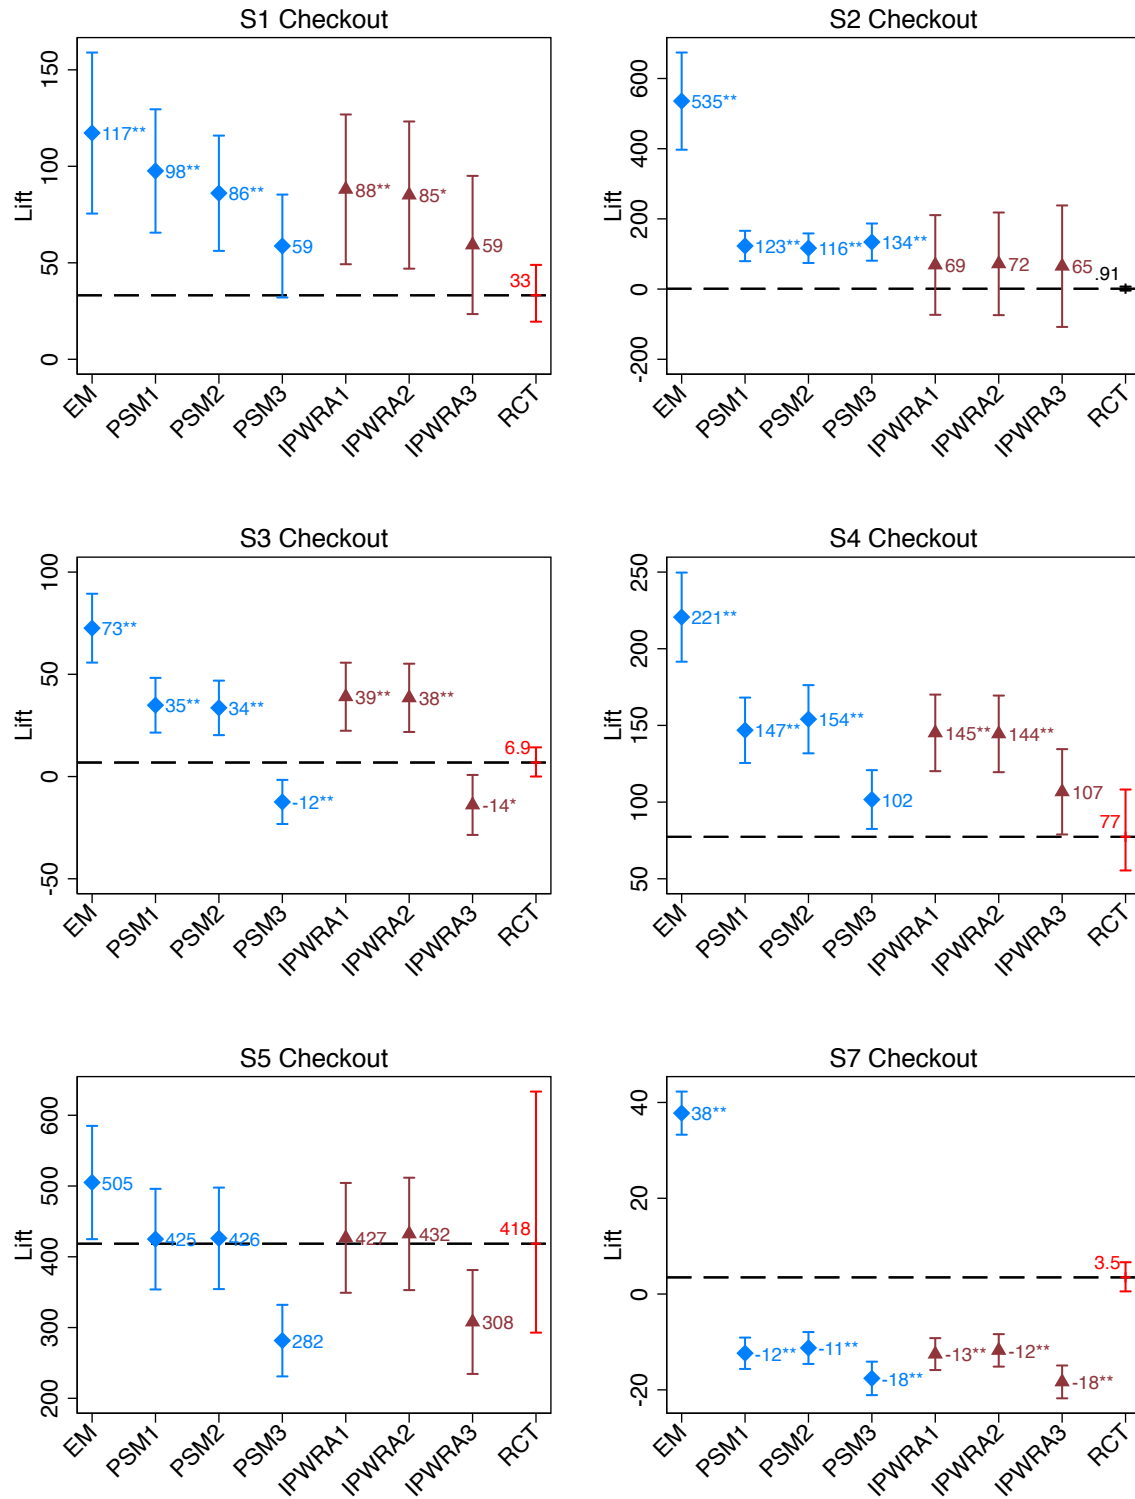 S1 Checkout
Lift
150
100
50
0
117**
98**
86**
59
88**
85*
59
33
EM
PSM1
PSM2
PSM3
IPWRA1
IPWRA2
IPWRA3
RCT
S2 Checkout
Lift
600
400
200
0
-200
535**
123**
116**
134**
69
72
65
.91
EM
PSM1
PSM2
PSM3
IPWRA1
IPWRA2
IPWRA3
RCT
S3 Checkout
Lift
100
50
0
-50
73**
35**
34**
-12**
39**
38**
-14*
6.9
EM
PSM1
PSM2
PSM3
IPWRA1
IPWRA2
IPWRA3
RCT
S4 Checkout
Lift
250
200
150
100
50
221**
147**
154**
102
145**
144**
107
77
EM
PSM1
PSM2
PSM3
IPWRA1
IPWRA2
IPWRA3
RCT
S5 Checkout
Lift
600
500
400
300
200
505
425
426
282
427
432
308
418
EM
PSM1
PSM2
PSM3
IPWRA1
IPWRA2
IPWRA3
RCT
S7 Checkout
Lift
40
20
0
-20
38**
-12**
-11**
-18**
-13**
-12**
-18**
3.5
EM
PSM1
PSM2
PSM3
IPWRA1
IPWRA2
IPWRA3
RCT